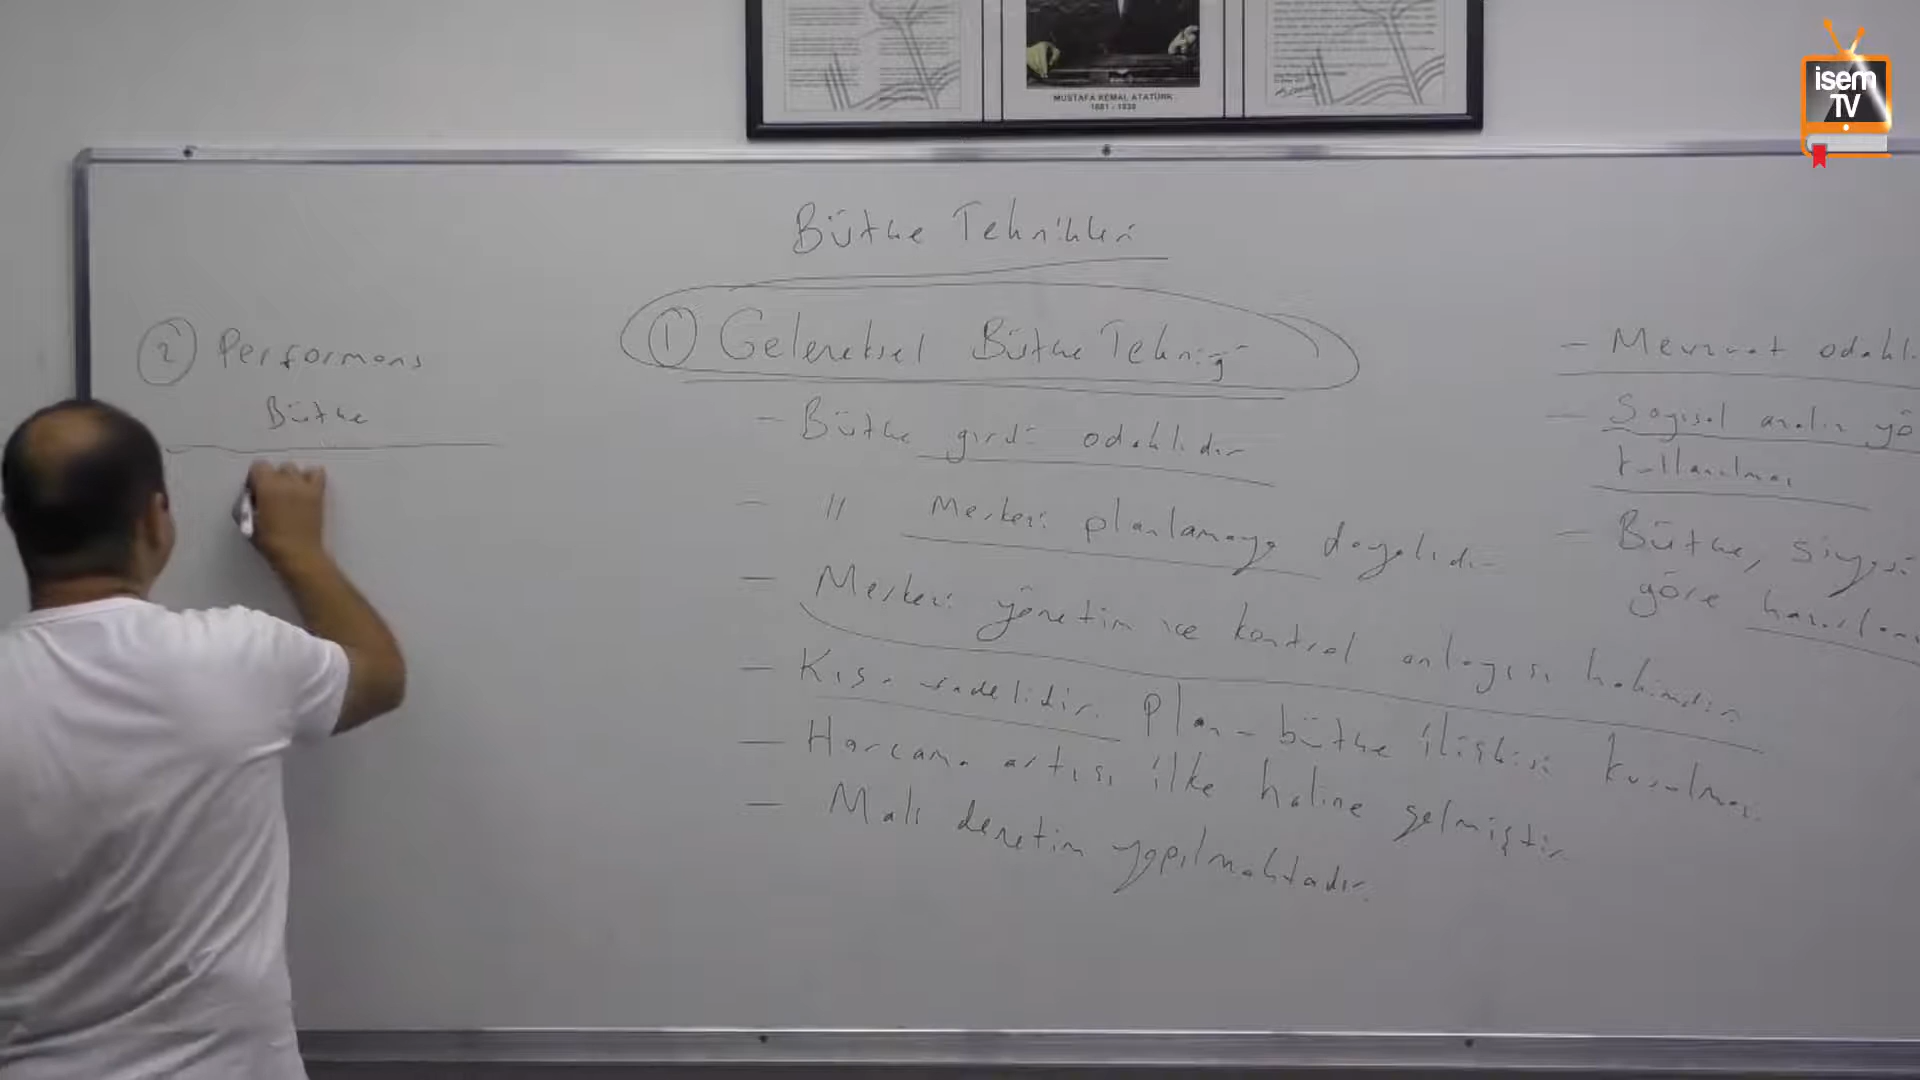 MUSTAFA KEMAL ATATÜRK
1881 - 1938
isem
TV
Bütçe Teknikleri
① Geleneksel Bütçe Tekniği
- Bütçe girdi odaklıdır
- " Merkezi planlamaya dayalıdır
- Merkezi yönetim ve kontrol anlayışı hakimdir
- Kısa vadelidir. Plan-bütçe ilişkisi kurulmaz.
- Harcama artışı ilke haline gelmiştir
- Mali denetim yapılmaktadır.
- Mevzuat odaklı
- Sayısal analiz yö
kullanılmaz
- Bütçe, siyasi
göre hazırlan
② Performans
Bütçe